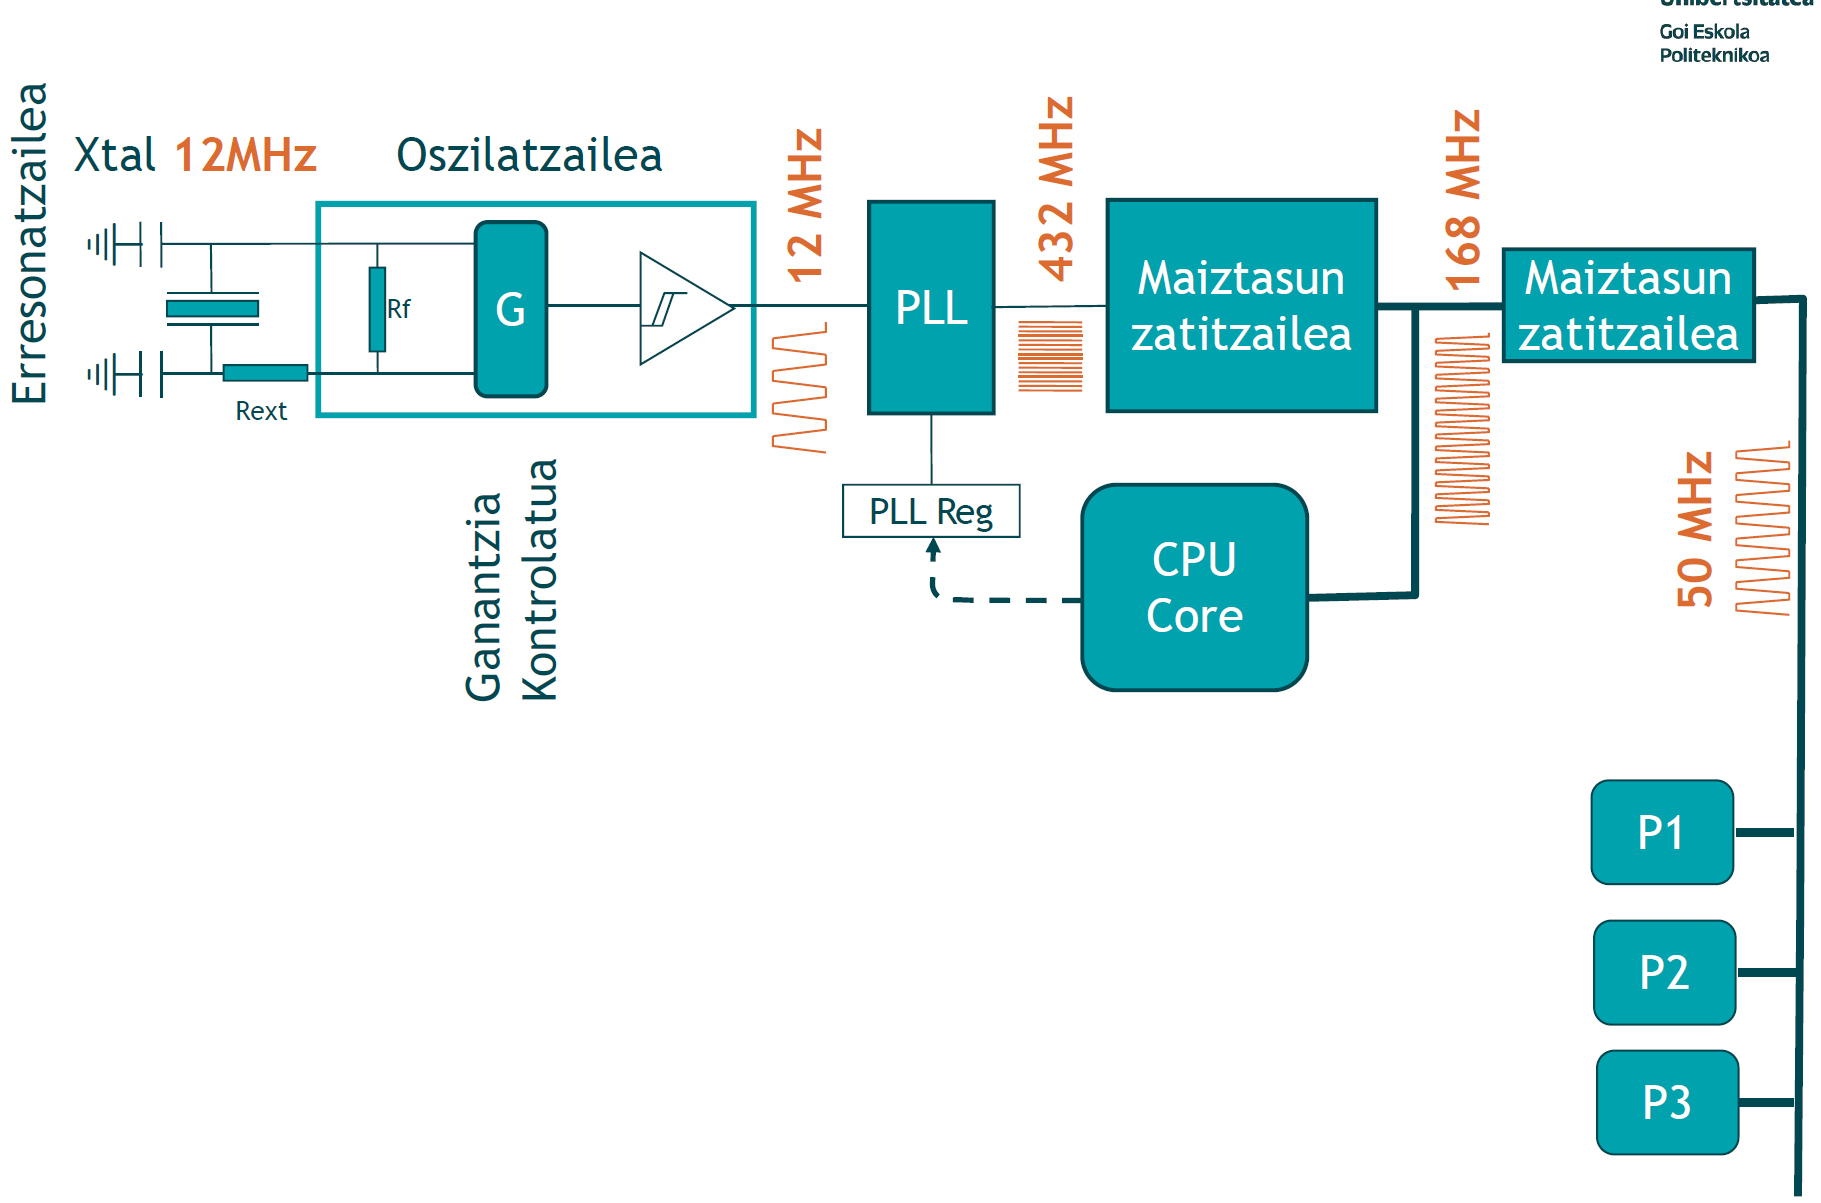 Unibertsitatea
Goi Eskola
Politeknikoa
Erresonatzailea
Xtal 12MHz
Oszilatzailea
Rf
G
Rext
Ganantzia
Kontrolatua
12 MHz
PLL
PLL Reg
432 MHz
Maiztasun
zatitzailea
CPU
Core
168 MHz
Maiztasun
zatitzailea
50 MHz
P1
P2
P3